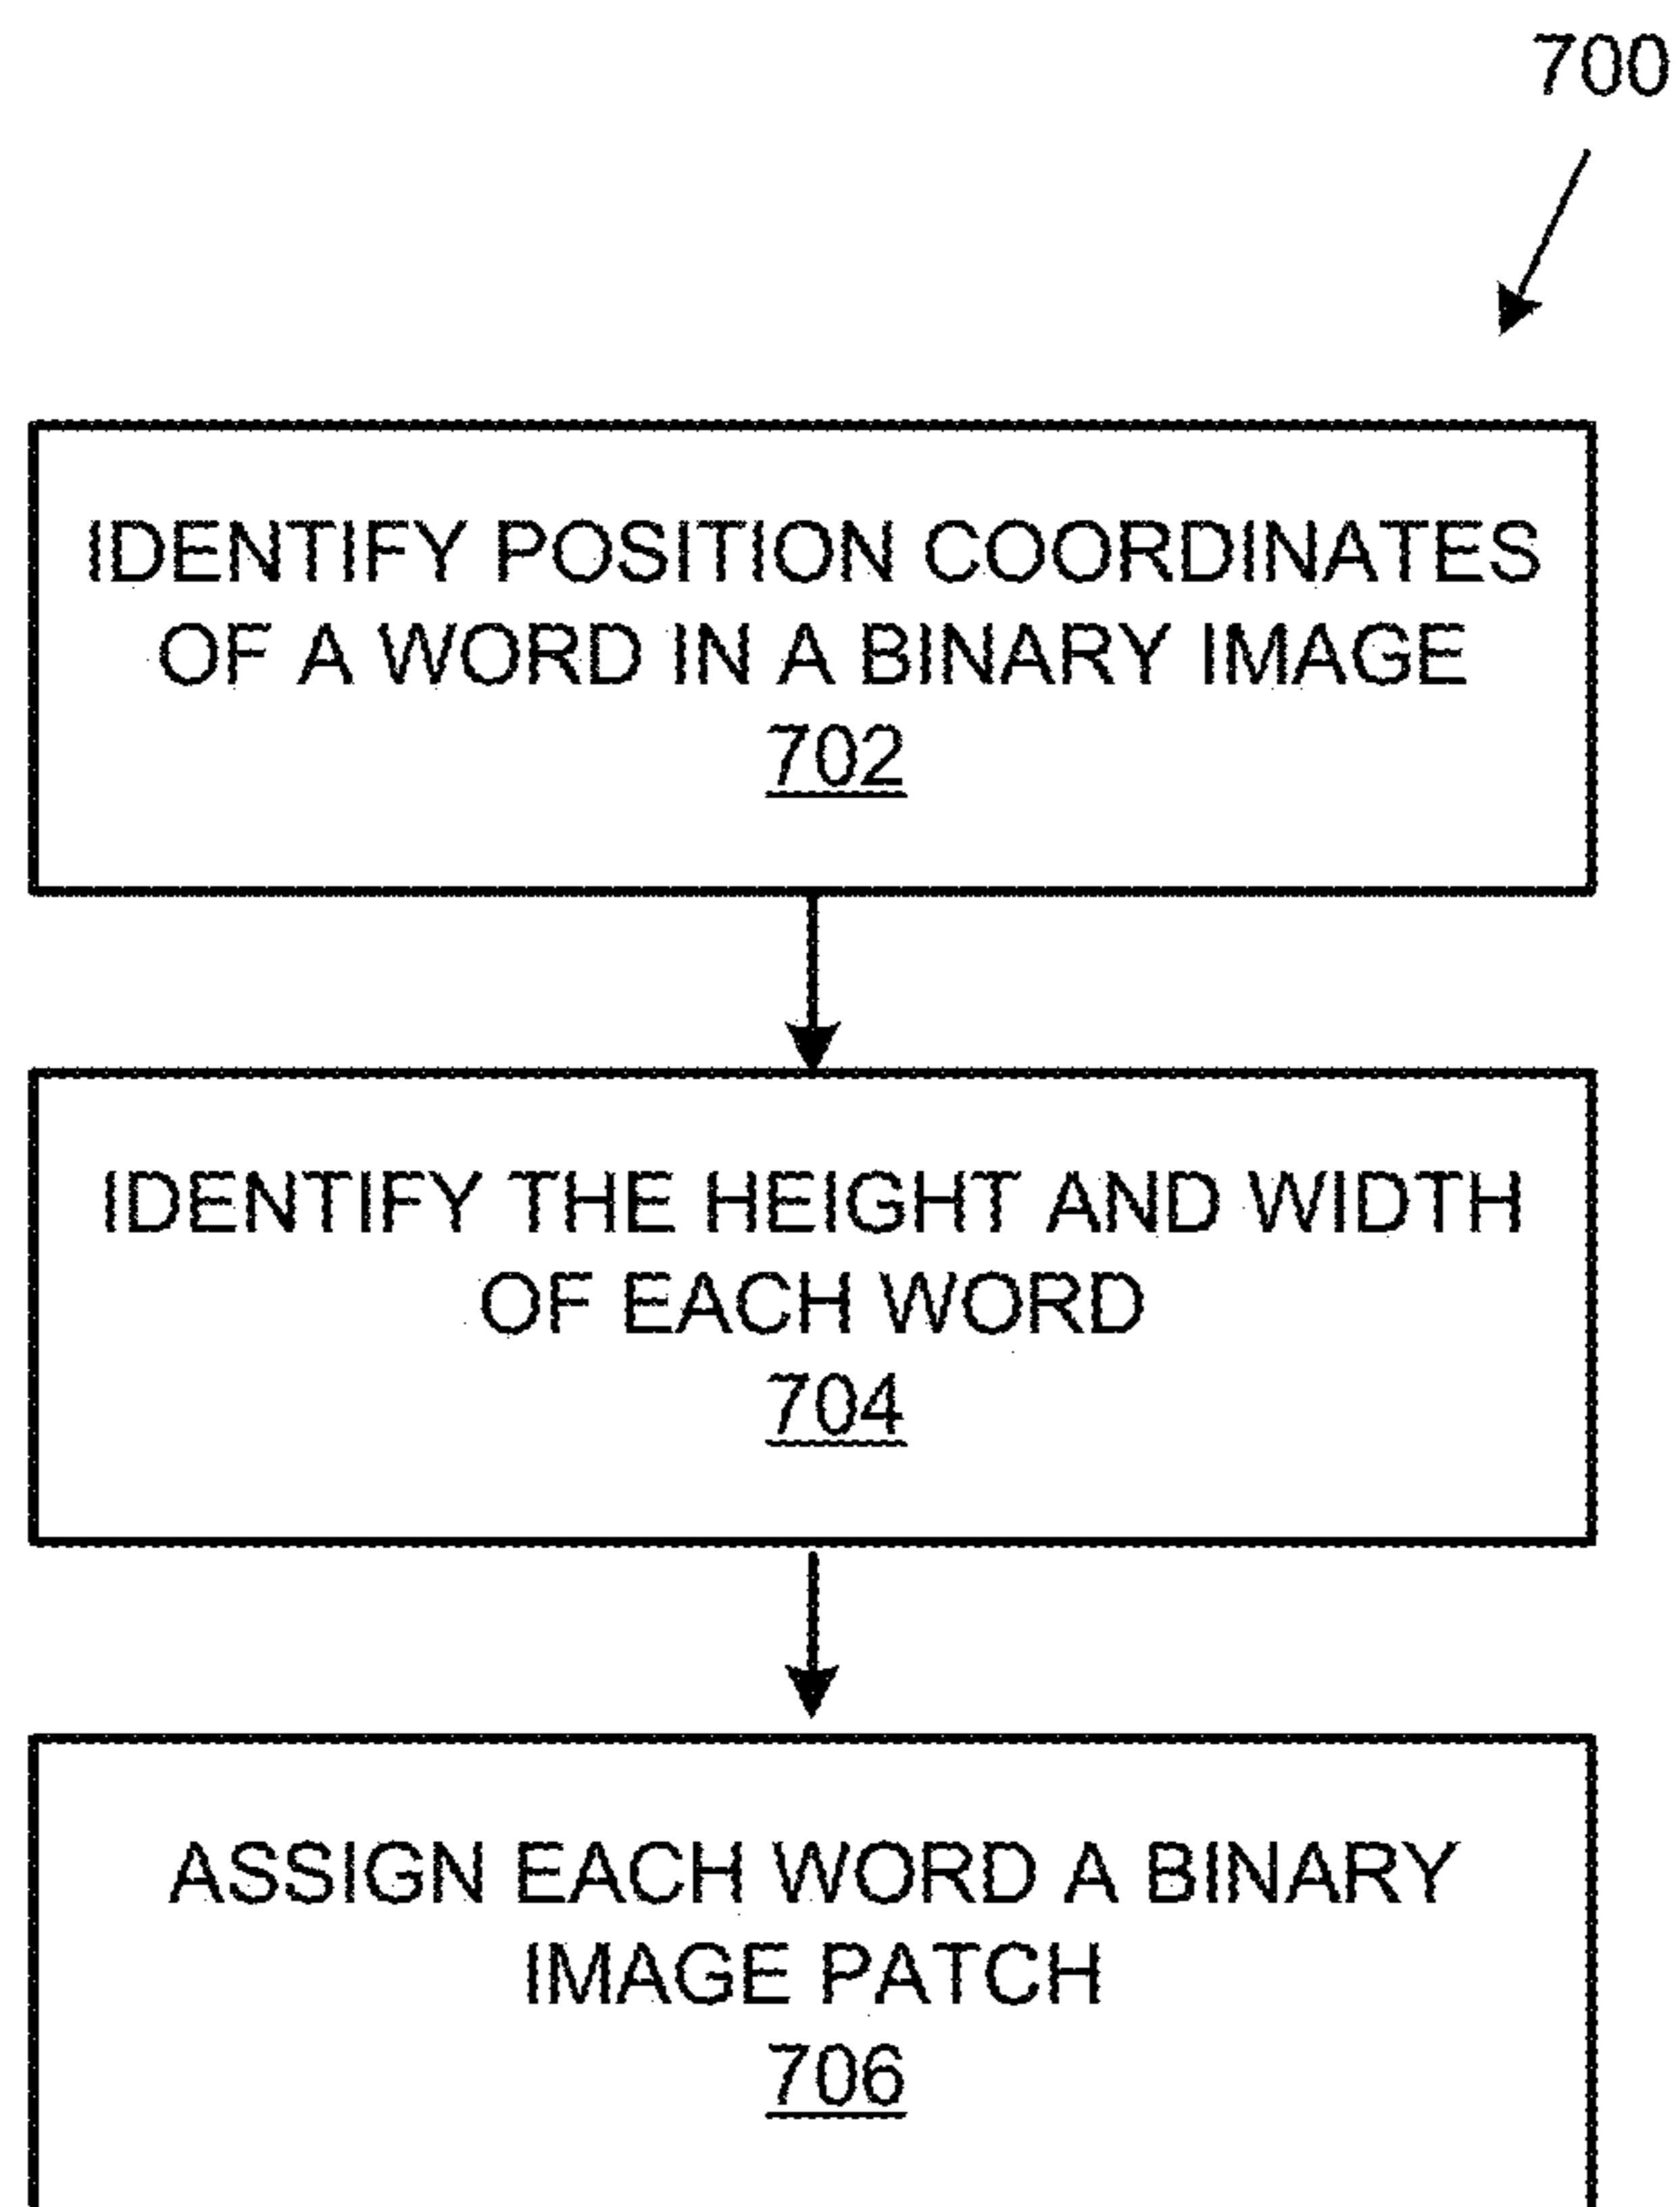 700
IDENTIFY POSITION COORDINATES
OF A WORD IN A BINARY IMAGE
702
IDENTIFY THE HEIGHT AND WIDTH
OF EACH WORD
704
ASSIGN EACH WORD A BINARY
IMAGE PATCH
706